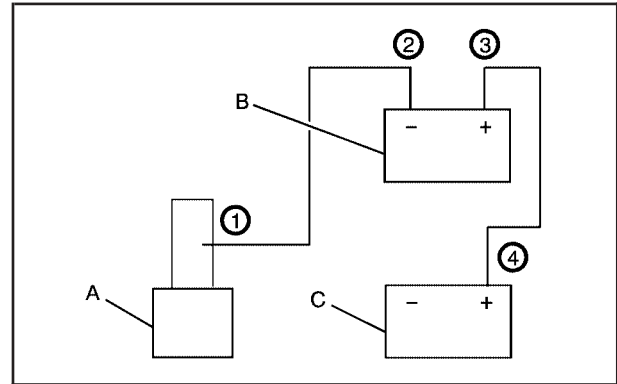 ② ③
B
− +
①
④
A
C
− +